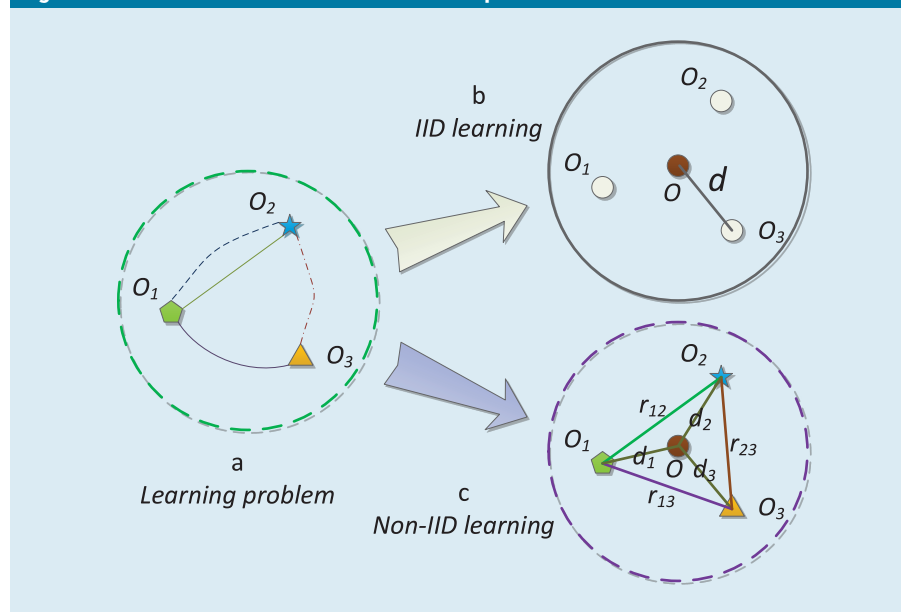 b
IID learning
O2
O1
O
d
O3
O2
O1
O3
a
Learning problem
c
Non-IID learning
O2
r12
d2
O1
r23
d1
O
d3
r13
O3